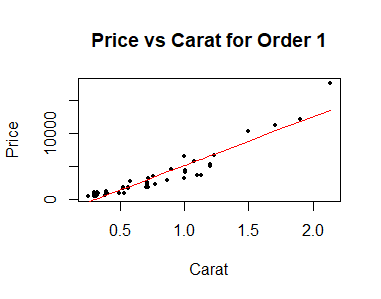 Price vs Carat for Order 1
Price
10000
0
0.5 1.0 1.5 2.0
Carat